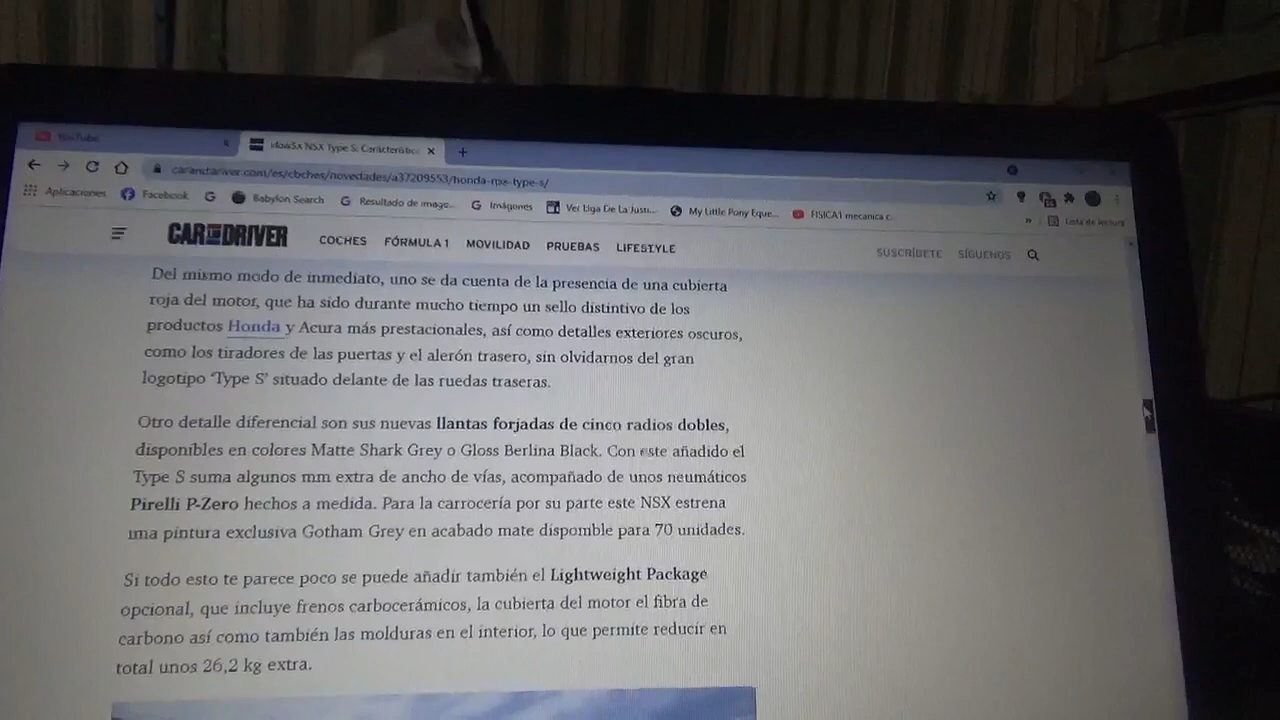 YouTube
NSX Type S: Característic
carandriver.com/es/coches/novedades/a37209553/honda-nsx-type-s/
Aplicaciones Facebook Babylon Search Resultado de image... Imágenes Ver Liga De La Justi... My Little Pony Eque... FISICA1 mecanica c... » Lista de lectura
CAR AND DRIVER COCHES FÓRMULA 1 MOVILIDAD PRUEBAS LIFESTYLE SUSCRÍBETE SÍGUENOS
Del mismo modo de inmediato, uno se da cuenta de la presencia de una cubierta
roja del motor, que ha sido durante mucho tiempo un sello distintivo de los
productos Honda y Acura más prestacionales, así como detalles exteriores oscuros,
como los tiradores de las puertas y el alerón trasero, sin olvidarnos del gran
logotipo ‘Type S’ situado delante de las ruedas traseras.
Otro detalle diferencial son sus nuevas llantas forjadas de cinco radios dobles,
disponibles en colores Matte Shark Grey o Gloss Berlina Black. Con este añadido el
Type S suma algunos mm extra de ancho de vías, acompañado de unos neumáticos
Pirelli P-Zero hechos a medida. Para la carrocería por su parte este NSX estrena
una pintura exclusiva Gotham Grey en acabado mate disponible para 70 unidades.
Si todo esto te parece poco se puede añadir también el Lightweight Package
opcional, que incluye frenos carbocerámicos, la cubierta del motor el fibra de
carbono así como también las molduras en el interior, lo que permite reducir en
total unos 26,2 kg extra.